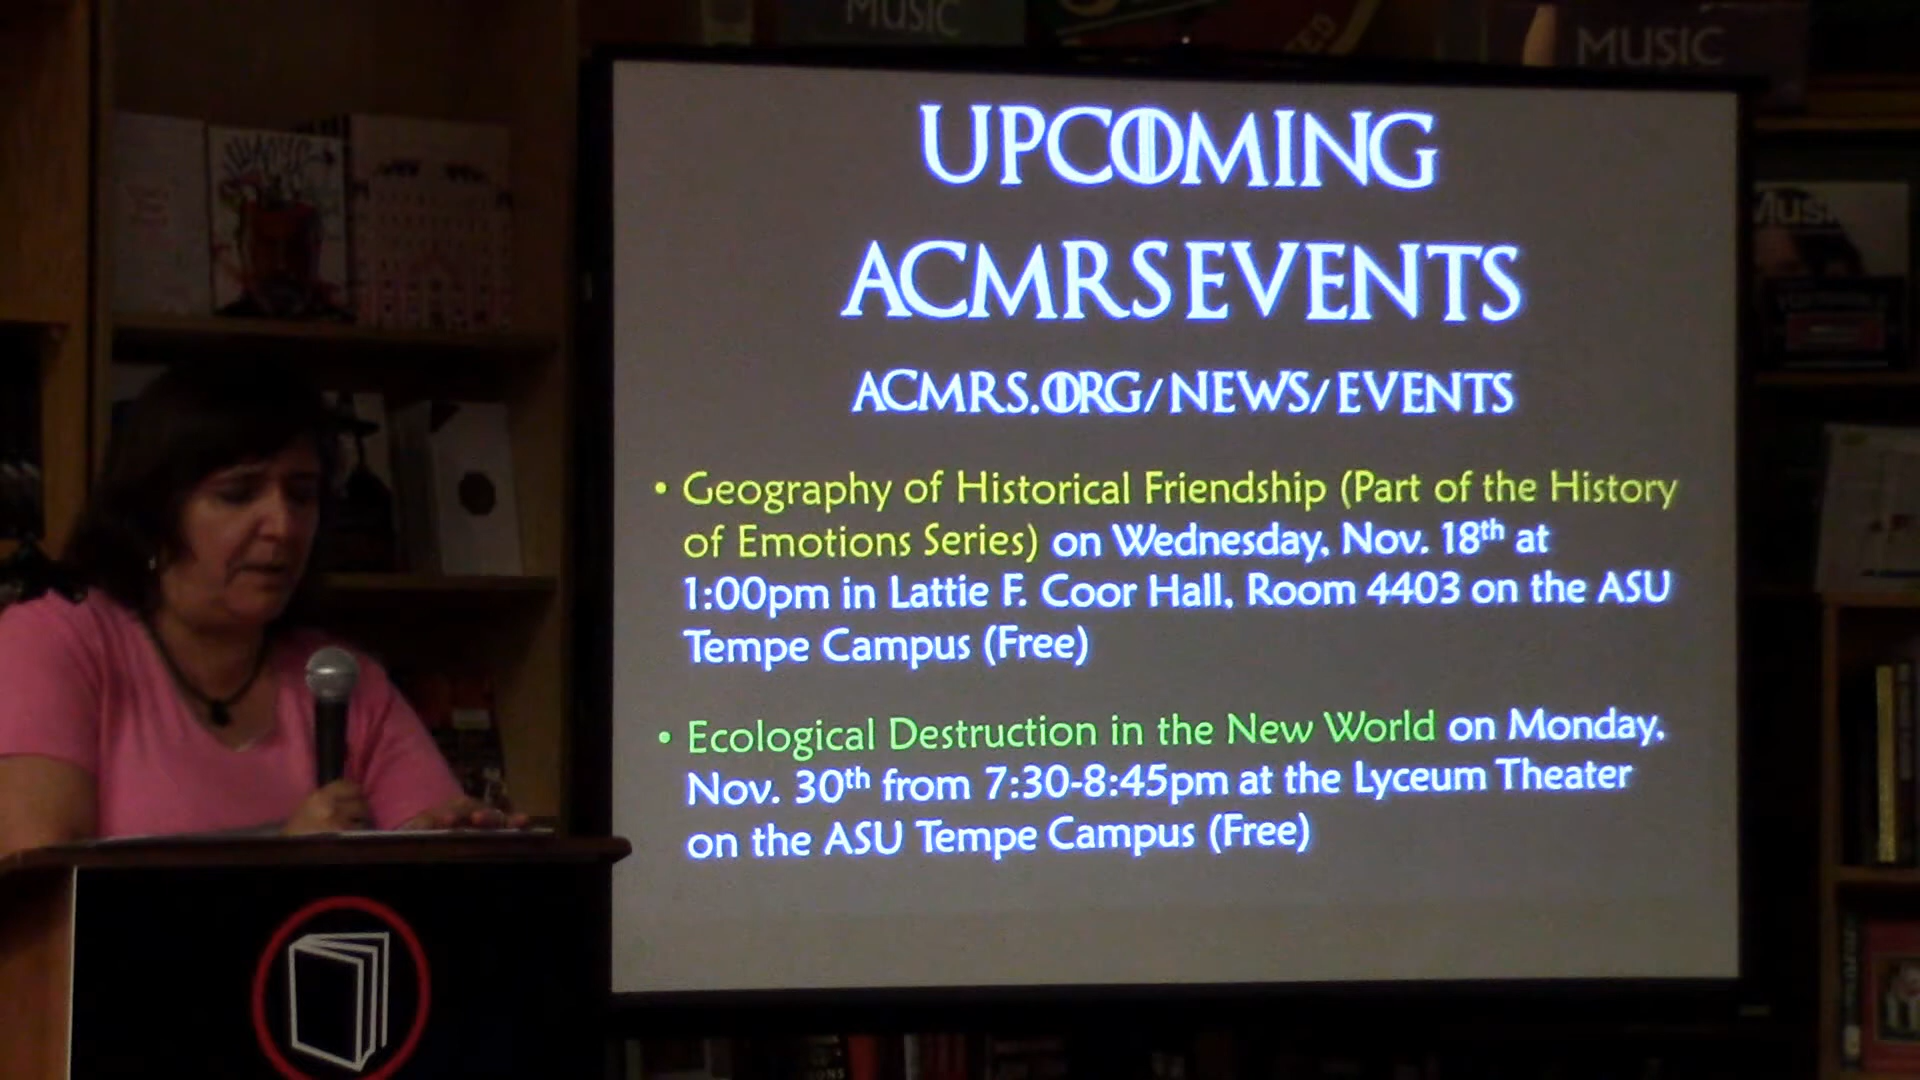 MUSIC
MUSIC
UPCOMING
ACMRS EVENTS
ACMRS.ORG/NEWS/EVENTS
• Geography of Historical Friendship (Part of the History
of Emotions Series) on Wednesday, Nov. 18th at
1:00pm in Lattie F. Coor Hall, Room 4403 on the ASU
Tempe Campus (Free)
• Ecological Destruction in the New World on Monday,
Nov. 30th from 7:30-8:45pm at the Lyceum Theater
on the ASU Tempe Campus (Free)